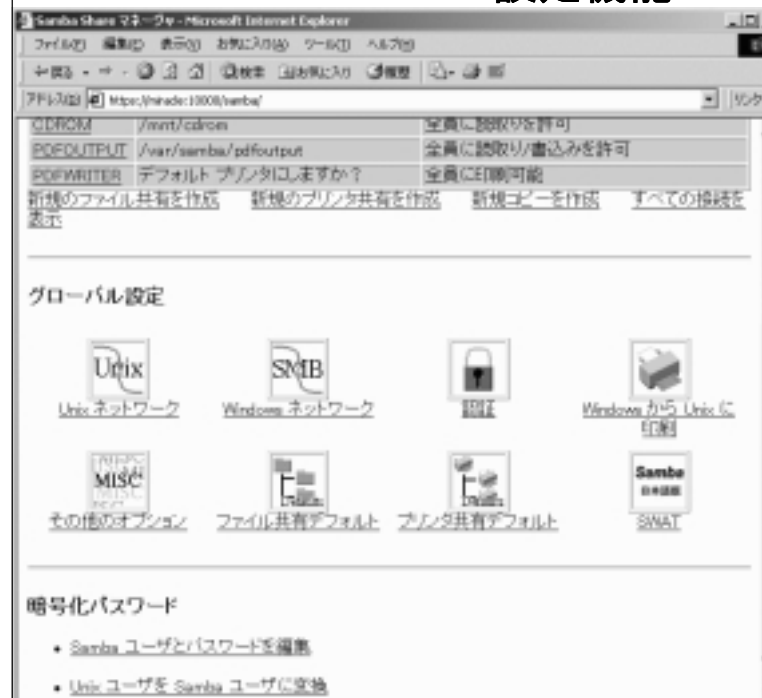 Samba Share マネージャ - Microsoft Internet Explorer
ファイル(F) 編集(E) 表示(V) お気に入り(A) ツール(T) ヘルプ(H)
戻る 検索 お気に入り 履歴
アドレス(D) https://minade:10000/samba/ リンク
CDROM /mnt/cdrom 全員に読取りを許可
PDFOUTPUT /var/samba/pdfoutput 全員に読取り/書込みを許可
PDFWRITER デフォルト プリンタにしますか? 全員に印刷可能
新規のファイル共有を作成 新規のプリンタ共有を作成 新規コピーを作成 すべての接続を
表示
グローバル設定
Unix SMB
Unix ネットワーク Windows ネットワーク 認証 Windows から Unix に
印刷
MISC Samba
日本語版
その他のオプション ファイル共有デフォルト プリンタ共有デフォルト SWAT
暗号化パスワード
• Samba ユーザとパスワードを編集
• Unix ユーザを Samba ユーザに変換